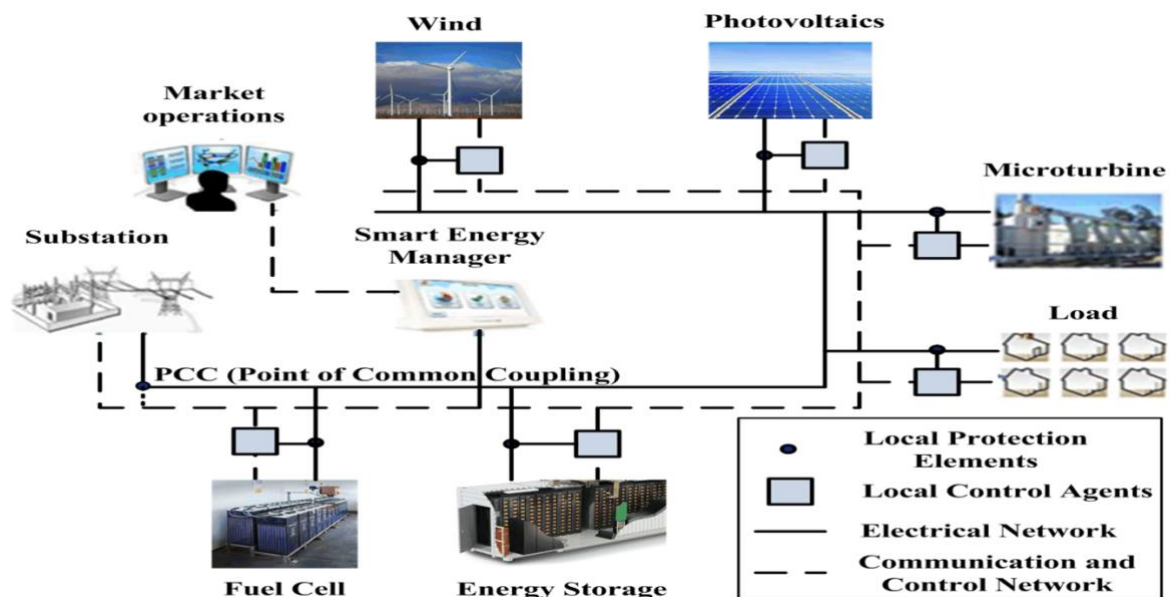 Wind
Photovoltaics
Market
operations
Microturbine
Substation
Smart Energy
Manager
Load
PCC (Point of Common Coupling)
Local Protection
Elements
Local Control Agents
Electrical Network
Communication and
Control Network
Fuel Cell
Energy Storage